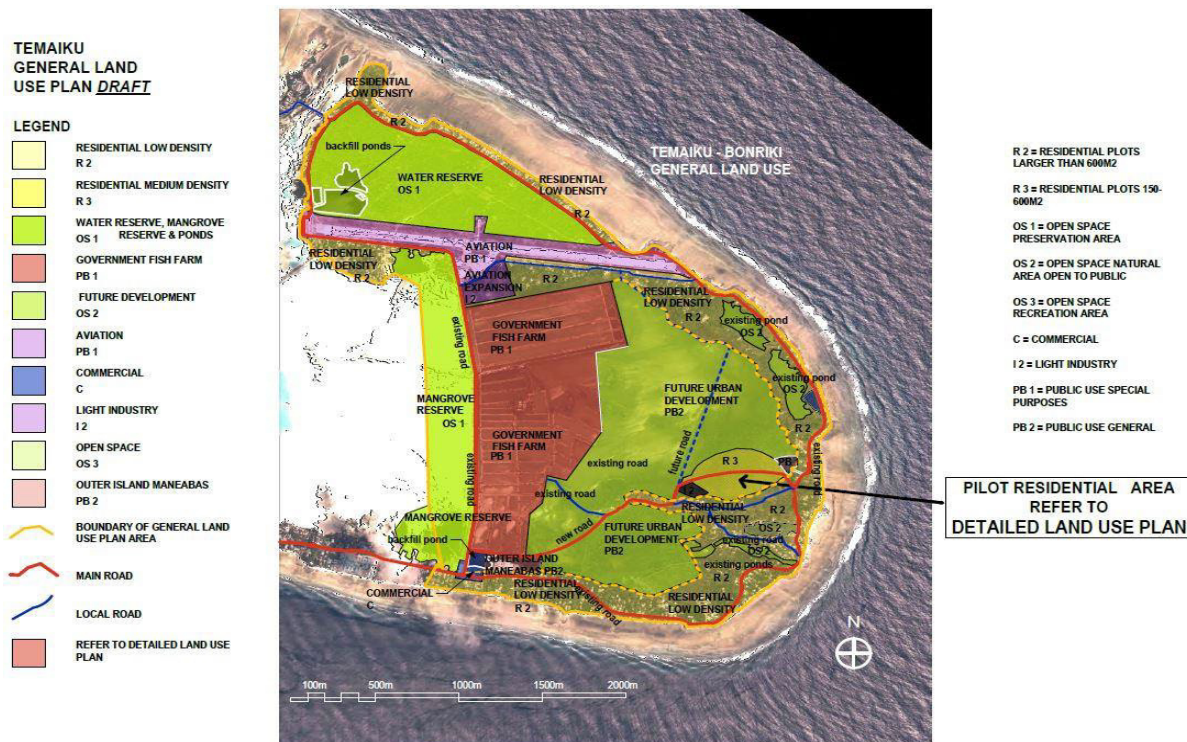 TEMAIKU
GENERAL LAND
USE PLAN DRAFT
LEGEND
RESIDENTIAL LOW DENSITY
R 2
RESIDENTIAL MEDIUM DENSITY
R 3
WATER RESERVE, MANGROVE
OS 1 RESERVE & PONDS
GOVERNMENT FISH FARM
PB 1
FUTURE DEVELOPMENT
OS 2
AVIATION
PB 1
COMMERCIAL
C
LIGHT INDUSTRY
I 2
OPEN SPACE
OS 3
OUTER ISLAND MANEABAS
PB 2
BOUNDARY OF GENERAL LAND
USE PLAN AREA
MAIN ROAD
LOCAL ROAD
REFER TO DETAILED LAND USE
PLAN
RESIDENTIAL
LOW DENSITY
R 2
backfill ponds
WATER RESERVE
OS 1
TEMAIKU - BONRIKI
GENERAL LAND USE
RESIDENTIAL
LOW DENSITY
R 2
AVIATION
PB 1
RESIDENTIAL
LOW DENSITY
R 2
AVIATION
EXPANSION
I 2
R 2
RESIDENTIAL
LOW DENSITY
R 2
existing pond
OS 2
existing road
GOVERNMENT
FISH FARM
PB 1
existing pond
OS 2
FUTURE URBAN
DEVELOPMENT
PB2
MANGROVE
RESERVE
OS 1
R 2
GOVERNMENT
FISH FARM
PB 1
future road
existing road
R 3
PB 1
existing road
existing road
existing road
RESIDENTIAL
LOW DENSITY
R 2
MANGROVE RESERVE
new road
FUTURE URBAN
DEVELOPMENT
PB2
OS 2
backfill pond
existing road
OS 2
existing ponds
R 2
OUTER ISLAND
MANEABAS PB2
RESIDENTIAL
LOW DENSITY
R 2
existing road
COMMERCIAL
C
RESIDENTIAL
LOW DENSITY
N
100m
500m
1000m
1500m
2000m
R 2 = RESIDENTIAL PLOTS
LARGER THAN 600M2
R 3 = RESIDENTIAL PLOTS 150-
600M2
OS 1 = OPEN SPACE
PRESERVATION AREA
OS 2 = OPEN SPACE NATURAL
AREA OPEN TO PUBLIC
OS 3 = OPEN SPACE
RECREATION AREA
C = COMMERCIAL
I 2 = LIGHT INDUSTRY
PB 1 = PUBLIC USE SPECIAL
PURPOSES
PB 2 = PUBLIC USE GENERAL
PILOT RESIDENTIAL AREA
REFER TO
DETAILED LAND USE PLAN